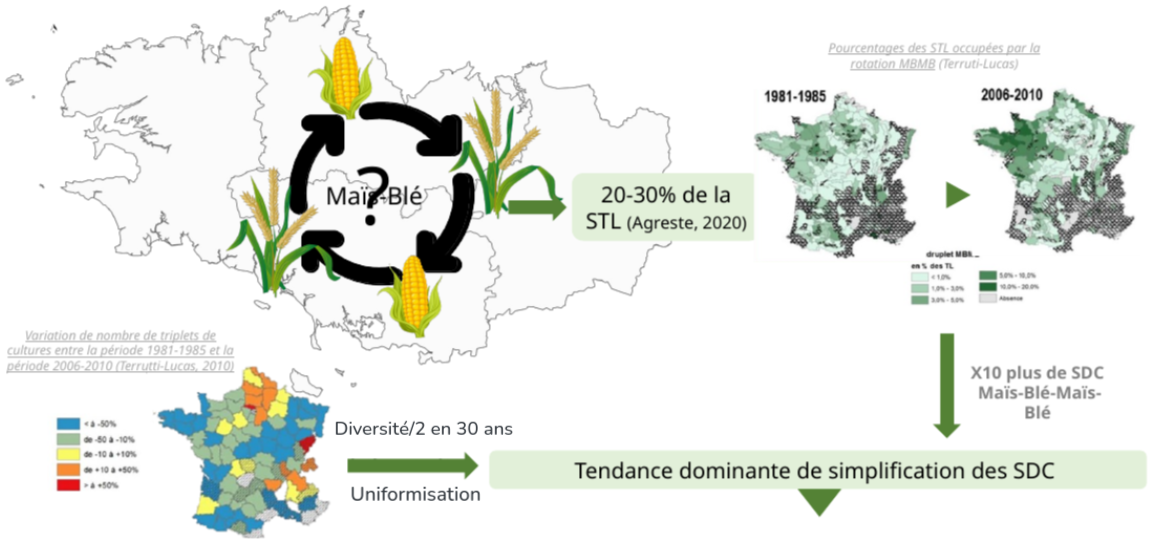 Pourcentages des STL occupées par la
rotation MBMB (Terruti-Lucas)
1981-1985
2006-2010
?
Maïs-Blé
20-30% de la
STL (Agreste, 2020)
druplet MBM...
en % des TL
< 1,0%
1,0% - 3,0%
3,0% - 5,0%
5,0% - 10,0%
10,0% - 20,0%
Absence
Variation de nombre de triplets de
cultures entre la période 1981-1985 et la
période 2006-2010 (Terrutti-Lucas, 2010)
< à -50%
de -50 à -10%
de -10 à +10%
de +10 à +50%
> à +50%
X10 plus de SDC
Maïs-Blé-Maïs-
Blé
Diversité/2 en 30 ans
Uniformisation
Tendance dominante de simplification des SDC